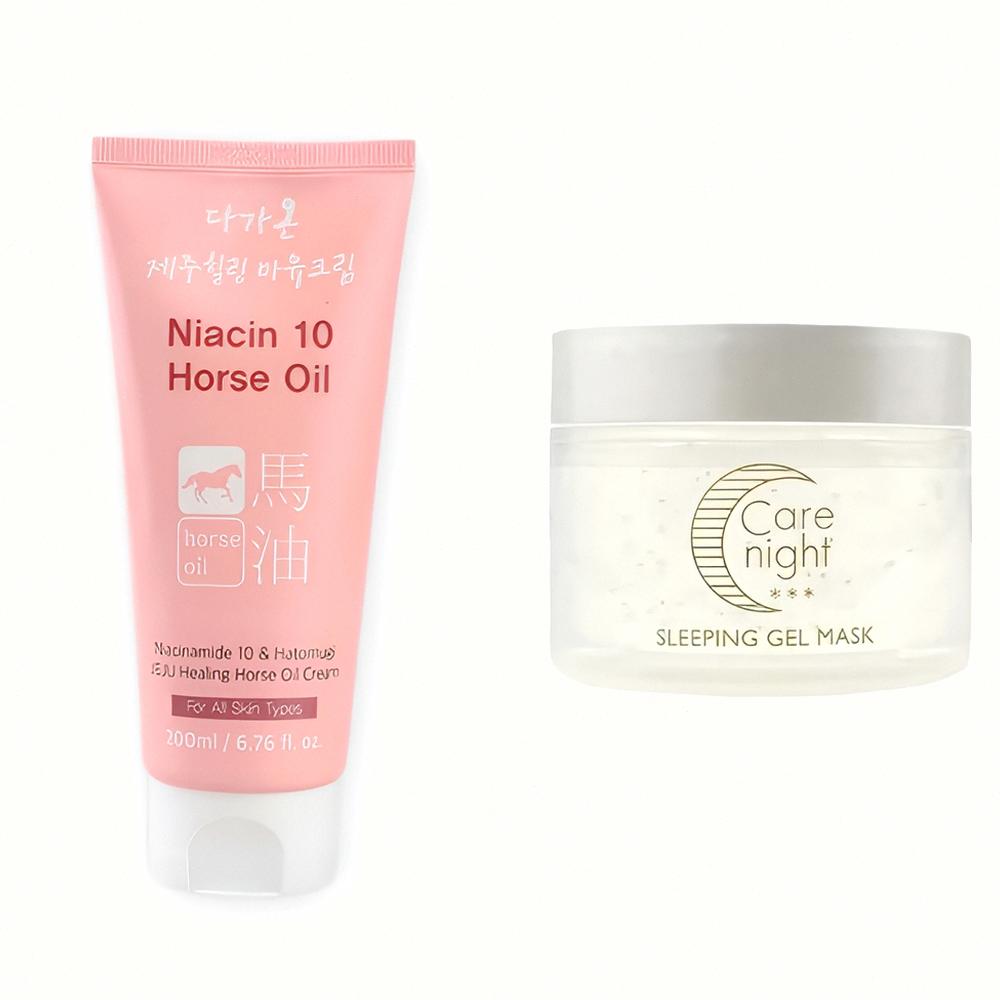 다가온
제주힐링 마유크림
Niacin 10
Horse Oil
馬
horse
oil
油
Niacinamide 10 & Hatomugi
JEJU Healing Horse Oil Cream
For All Skin Types
200ml / 6.76 fl. oz.
Care
night
SLEEPING GEL MASK